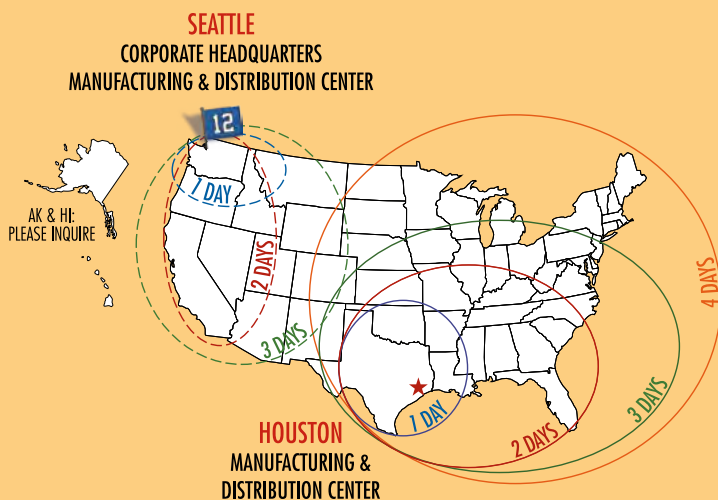 SEATTLE
CORPORATE HEADQUARTERS
MANUFACTURING & DISTRIBUTION CENTER
12
1 DAY
AK & HI:
PLEASE INQUIRE
2 DAYS
3 DAYS
4 DAYS
1 DAY
2 DAYS
3 DAYS
HOUSTON
MANUFACTURING &
DISTRIBUTION CENTER